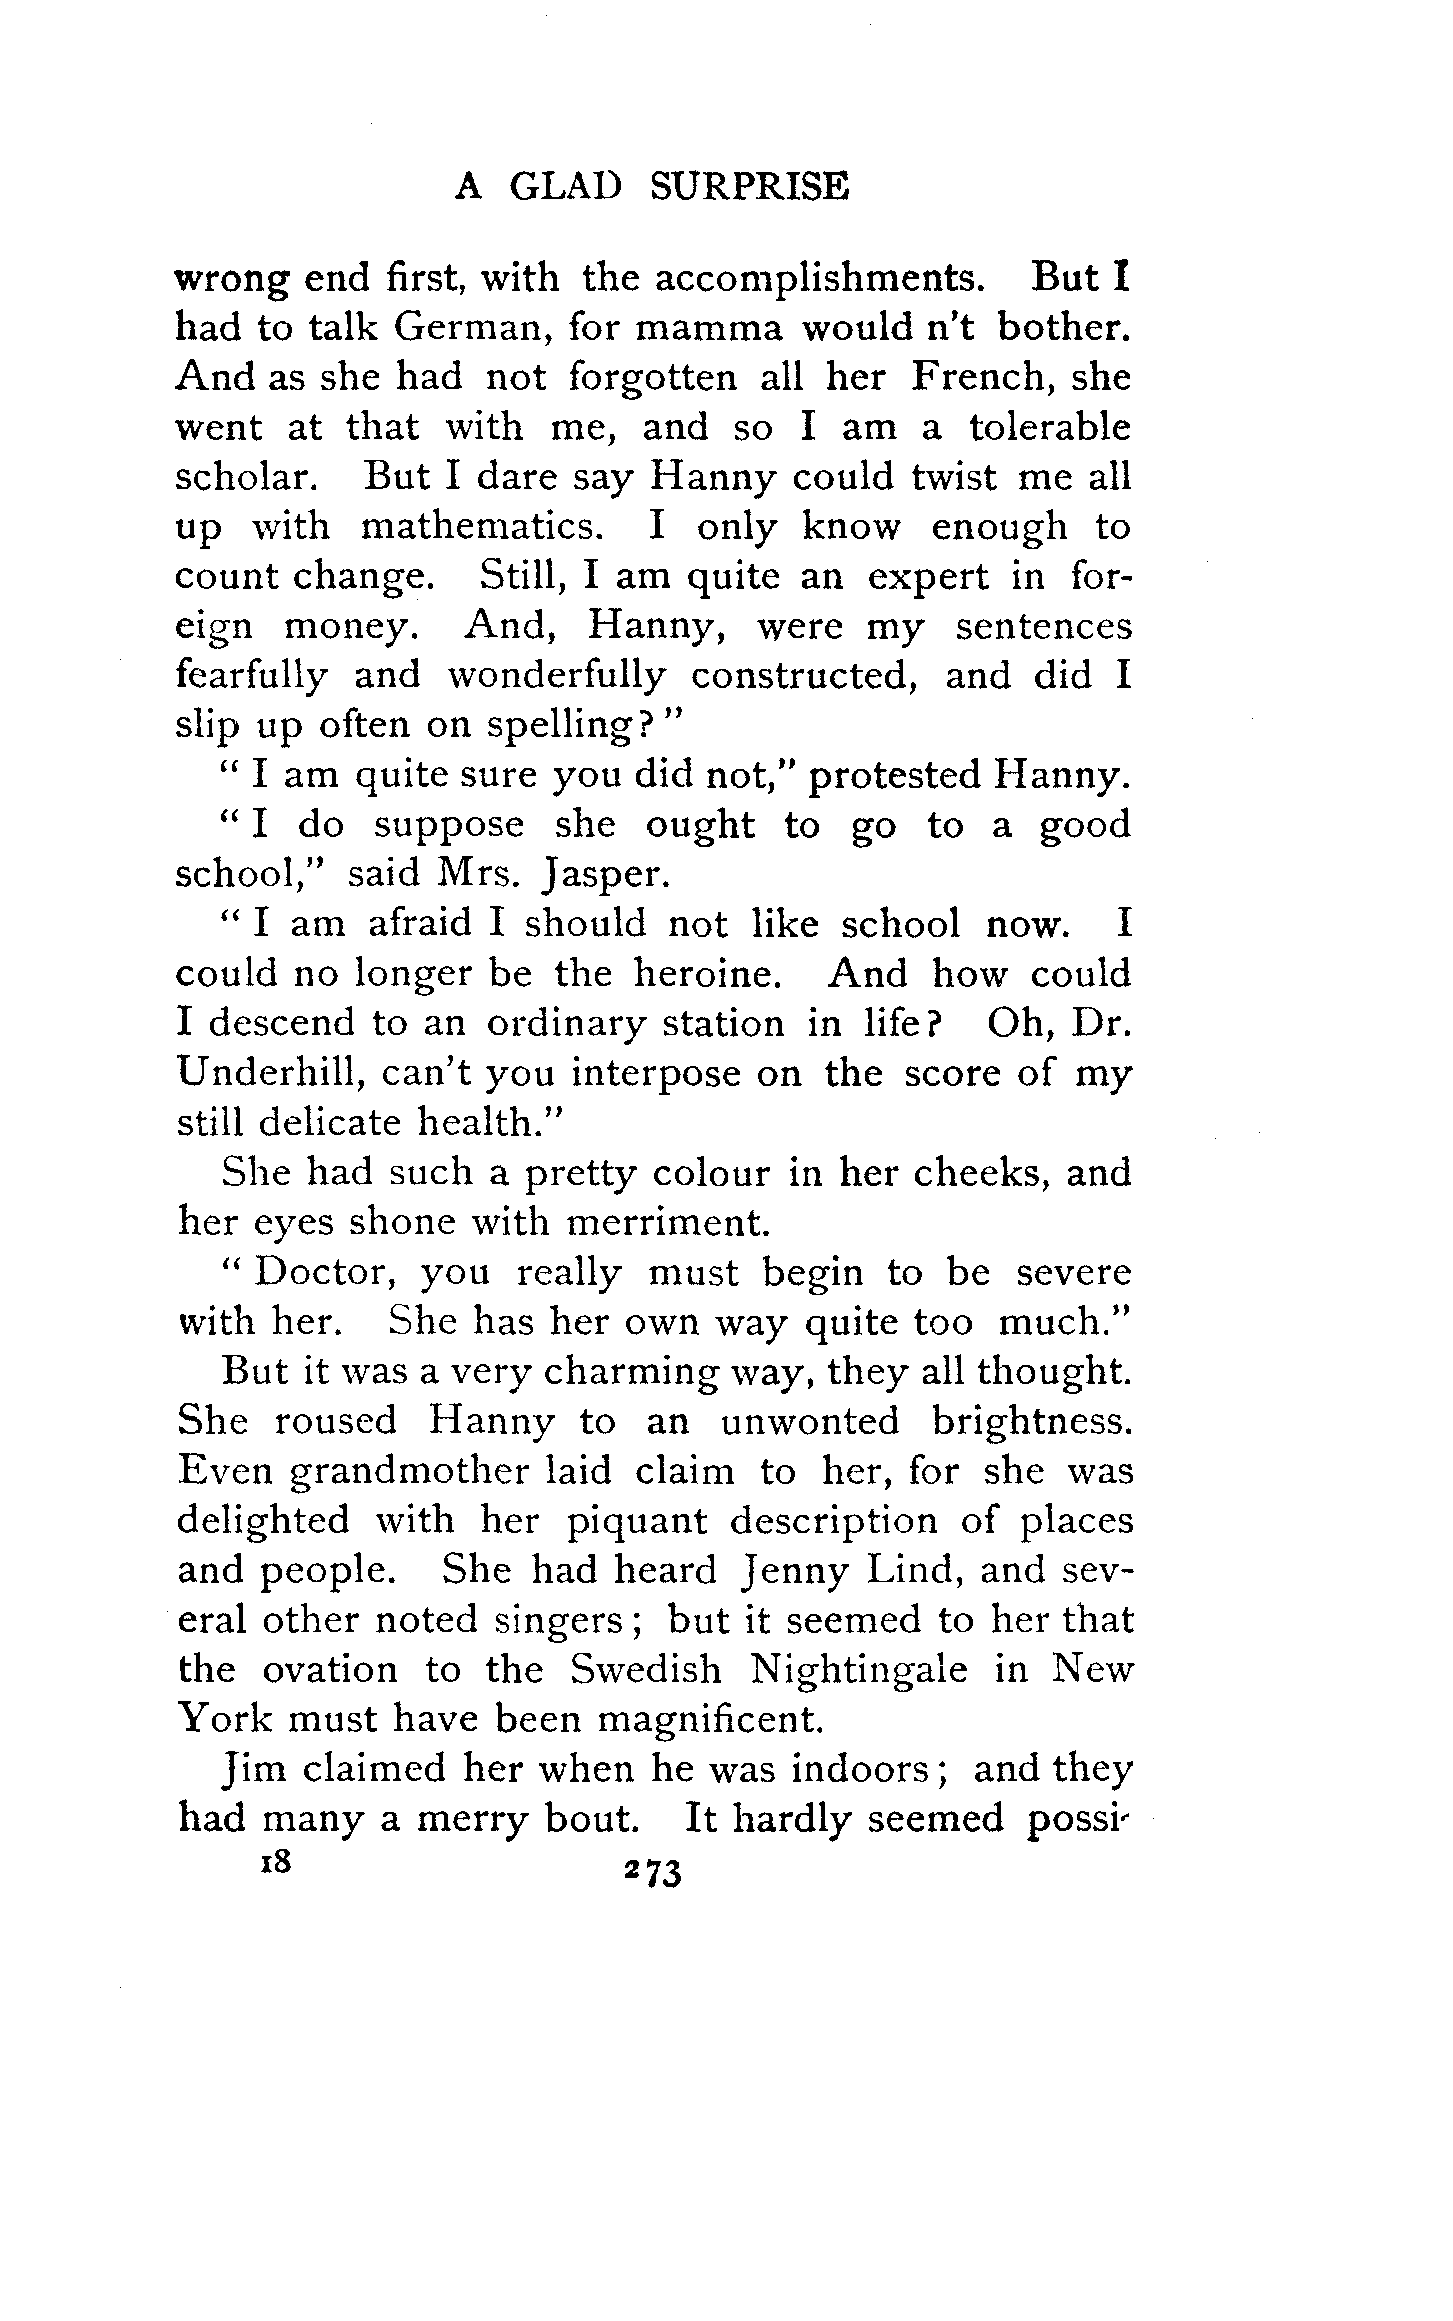 A GLAD SURPRISE
wrong end first, with the accomplishments. But I
had to talk German, for mamma would n't bother.
And as she had not forgotten all her French, she
went at that with me, and so I am a tolerable
scholar. But I dare say Hanny could twist me all
up with mathematics. I only know enough to
count change. Still, I am quite an expert in for-
eign money. And, Hanny, were my sentences
fearfully and wonderfully constructed, and did I
slip up often on spelling?"
"I am quite sure you did not," protested Hanny.
"I do suppose she ought to go to a good
school," said Mrs. Jasper.
"I am afraid I should not like school now. I
could no longer be the heroine. And how could
I descend to an ordinary station in life? Oh, Dr.
Underhill, can't you interpose on the score of my
still delicate health."
She had such a pretty colour in her cheeks, and
her eyes shone with merriment.
"Doctor, you really must begin to be severe
with her. She has her own way quite too much."
But it was a very charming way, they all thought.
She roused Hanny to an unwonted brightness.
Even grandmother laid claim to her, for she was
delighted with her piquant description of places
and people. She had heard Jenny Lind, and sev-
eral other noted singers; but it seemed to her that
the ovation to the Swedish Nightingale in New
York must have been magnificent.
Jim claimed her when he was indoors; and they
had many a merry bout. It hardly seemed possi-
18 273